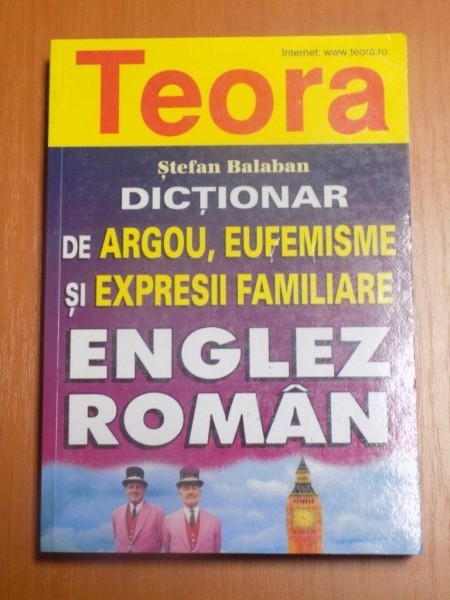 Internet: www.teora.ro
Teora
Ștefan Balaban
DICȚIONAR
DE ARGOU, EUFEMISME
ȘI EXPRESII FAMILIARE
ENGLEZ
ROMÂN